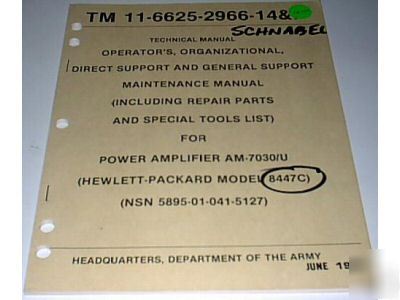 TM 11-6625-2966-14&
SCHNABEL
TECHNICAL MANUAL
OPERATOR'S, ORGANIZATIONAL,
DIRECT SUPPORT AND GENERAL SUPPORT
MAINTENANCE MANUAL
(INCLUDING REPAIR PARTS
AND SPECIAL TOOLS LIST)
FOR
POWER AMPLIFIER AM-7030/U
(HEWLETT-PACKARD MODEL 8447C)
(NSN 5895-01-041-5127)
HEADQUARTERS, DEPARTMENT OF THE ARMY
JUNE 19